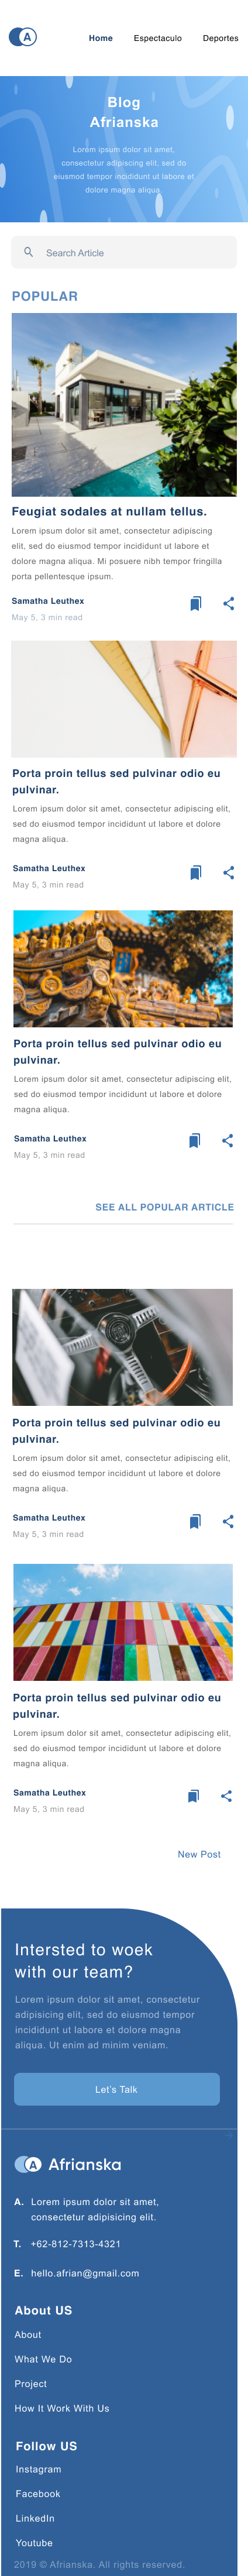 A
Home Espectaculo Deportes
Blog
Afrianska
Lorem ipsum dolor sit amet,
consectetur adipiscing elit, sed do
eiusmod tempor incididunt ut labore et
dolore magna aliqua
Search Article
POPULAR
Feugiat sodales at nullam tellus.
Lorem ipsum dolor sit amet, consectetur adipiscing
elit, sed do eiusmod tempor incididunt ut labore et
dolore magna aliqua. Mi posuere nibh tempor fringilla
porta pellentesque ipsum.
Samatha Leuthex
May 5, 3 min read
Porta proin tellus sed pulvinar odio eu
pulvinar.
Lorem ipsum dolor sit amet, consectetur adipiscing elit,
sed do eiusmod tempor incididunt ut labore et dolore
magna aliqua.
Samatha Leuthex
May 5, 3 min read
Porta proin tellus sed pulvinar odio eu
pulvinar.
Lorem ipsum dolor sit amet, consectetur adipiscing elit,
sed do eiusmod tempor incididunt ut labore et dolore
magna aliqua.
Samatha Leuthex
May 5, 3 min read
SEE ALL POPULAR ARTICLE
Porta proin tellus sed pulvinar odio eu
pulvinar.
Lorem ipsum dolor sit amet, consectetur adipiscing elit,
sed do eiusmod tempor incididunt ut labore et dolore
magna aliqua.
Samatha Leuthex
May 5, 3 min read
Porta proin tellus sed pulvinar odio eu
pulvinar.
Lorem ipsum dolor sit amet, consectetur adipiscing elit,
sed do eiusmod tempor incididunt ut labore et dolore
magna aliqua.
Samatha Leuthex
May 5, 3 min read
New Post
Intersted to woek
with our team?
Lorem ipsum dolor sit amet, consectetur
adipisicing elit, sed do eiusmod tempor
incididunt ut labore et dolore magna
aliqua. Ut enim ad minim veniam.
Let's Talk
A Afrianska
A. Lorem ipsum dolor sit amet,
consectetur adipisicing elit.
T. +62-812-7313-4321
E. hello.afrian@gmail.com
About US
About
What We Do
Project
How It Work With Us
Follow US
Instagram
Facebook
LinkedIn
Youtube
2019 © Afrianska. All rights reserved.